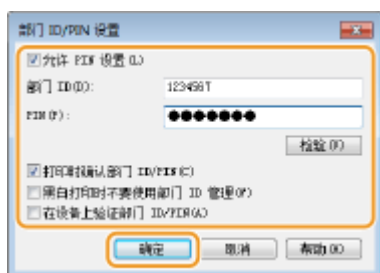 部门 ID/PIN 设置
允许 PIN 设置(L)
部门 ID(D): 1234567
PIN(P): ●●●●●●●
检验(V)
打印时确认部门 ID/PIN(C)
黑白打印时不要使用部门 ID 管理(W)
在设备上验证部门 ID/PIN(A)
确定 取消 帮助(H)